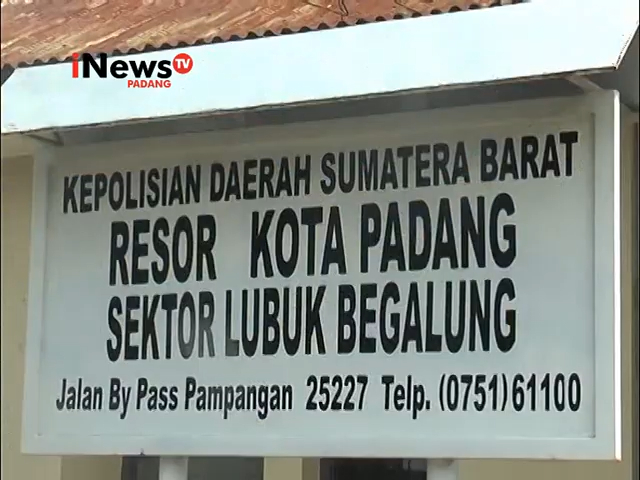 iNews TV
PADANG
KEPOLISIAN DAERAH SUMATERA BARAT
RESOR KOTA PADANG
SEKTOR LUBUK BEGALUNG
Jalan By Pass Pampangan 25227 Telp. (0751)61100